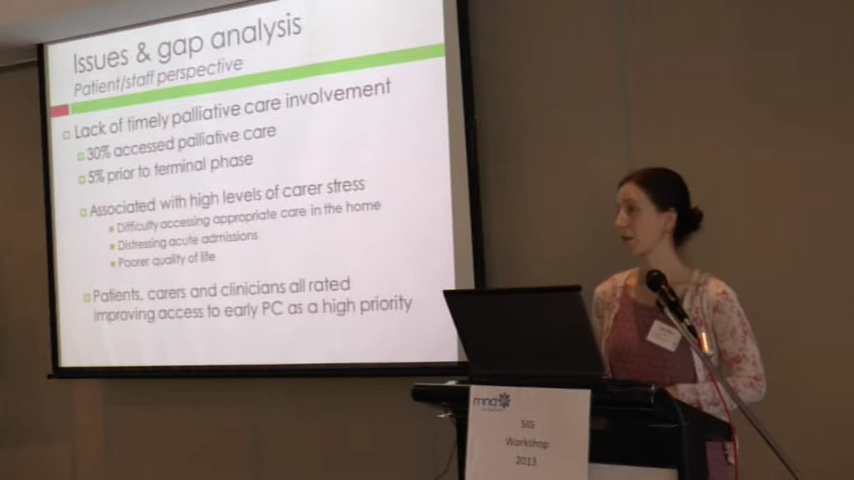 Issues & gap analysis
Patient/staff perspective
Lack of timely palliative care involvement
30% accessed palliative care
5% prior to terminal phase
Associated with high levels of carer stress
Difficulty accessing appropriate care in the home
Distressing acute admissions
Poorer quality of life
Patients, carers and clinicians all rated
improving access to early PC as a high priority
mnd
SIG
Workshop
2013